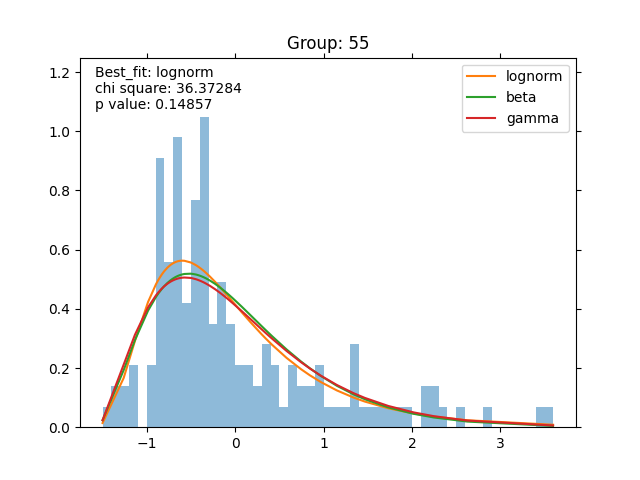 Group: 55
Best_fit: lognorm
chi square: 36.37284
p value: 0.14857
lognorm
beta
gamma
1.2
1.0
0.8
0.6
0.4
0.2
0.0
−1 0 1 2 3